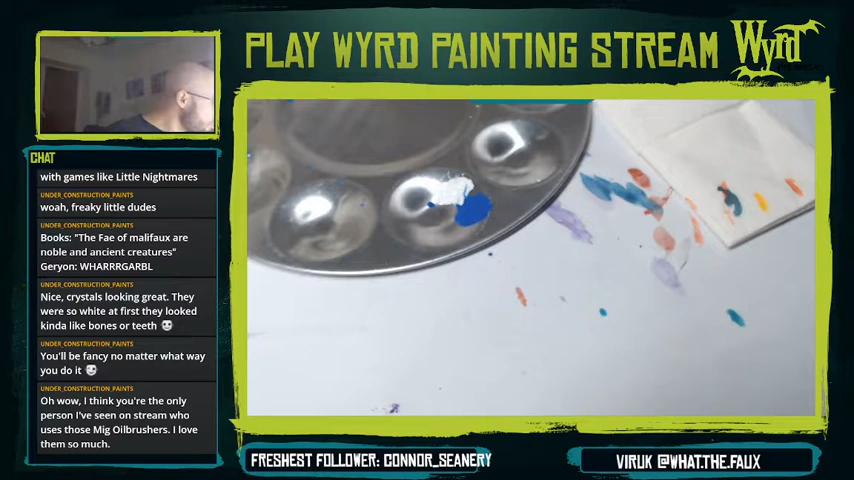 PLAY WYRD PAINTING STREAM
Wyrd
CHAT
with games like Little Nightmares
UNDER_CONSTRUCTION_PAINTS
woah, freaky little dudes
UNDER_CONSTRUCTION_PAINTS
Books: "The Fae of malifaux are
noble and ancient creatures"
Geryon: WHARRRGARBL
UNDER_CONSTRUCTION_PAINTS
Nice, crystals looking great. They
were so white at first they looked
kinda like bones or teeth
UNDER_CONSTRUCTION_PAINTS
You'll be fancy no matter what way
you do it
UNDER_CONSTRUCTION_PAINTS
Oh wow, I think you're the only
person I've seen on stream who
uses those Mig Oilbrushers. I love
them so much.
FRESHEST FOLLOWER: CONNOR_SEANERY
VIRUK @WHAT.THE.FAUX